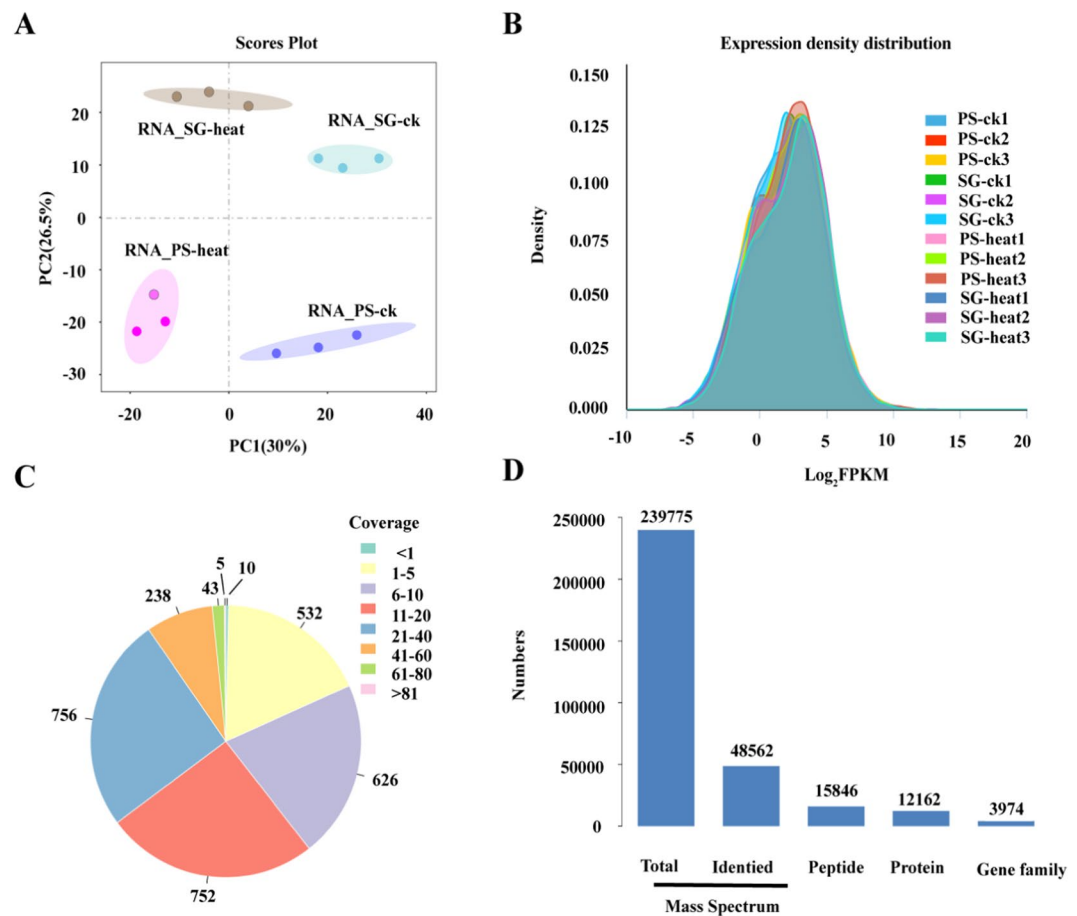 A
Scores Plot
RNA_SG-heat
RNA_SG-ck
RNA_PS-heat
RNA_PS-ck
20
10
0
-10
-20
-30
PC2(26.5%)
-20
0
20
40
PC1(30%)
B
Expression density distribution
0.150
0.125
0.100
0.075
0.050
0.025
0.000
Density
-10
-5
0
5
10
15
20
Log₂FPKM
PS-ck1
PS-ck2
PS-ck3
SG-ck1
SG-ck2
SG-ck3
PS-heat1
PS-heat2
PS-heat3
SG-heat1
SG-heat2
SG-heat3
C
Coverage
<1
1-5
6-10
11-20
21-40
41-60
61-80
>81
5
10
43
238
532
756
626
752
D
250000
200000
150000
100000
50000
0
Numbers
239775
48562
15846
12162
3974
Total
Identied
Peptide
Protein
Gene family
Mass Spectrum